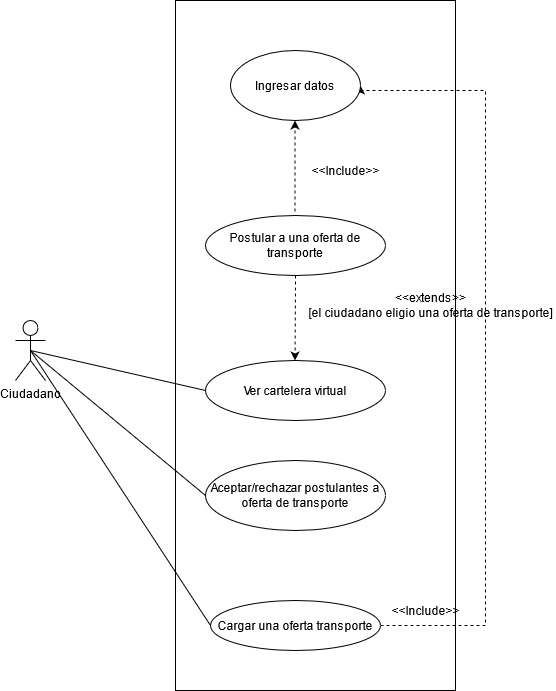 Ingresar datos
<<Include>>
Postular a una oferta de
transporte
<<extends>>
[el ciudadano eligio una oferta de transporte]
Ciudadano
Ver cartelera virtual
Aceptar/rechazar postulantes a
oferta de transporte
<<Include>>
Cargar una oferta transporte